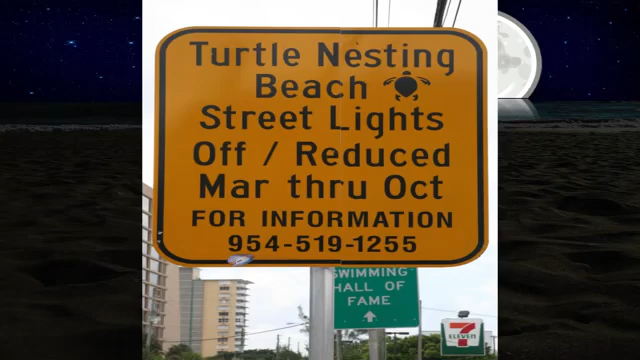 Turtle Nesting
Beach
Street Lights
Off / Reduced
Mar thru Oct
FOR INFORMATION
954-519-1255
SWIMMING
HALL OF
FAME
7
ELEVEN